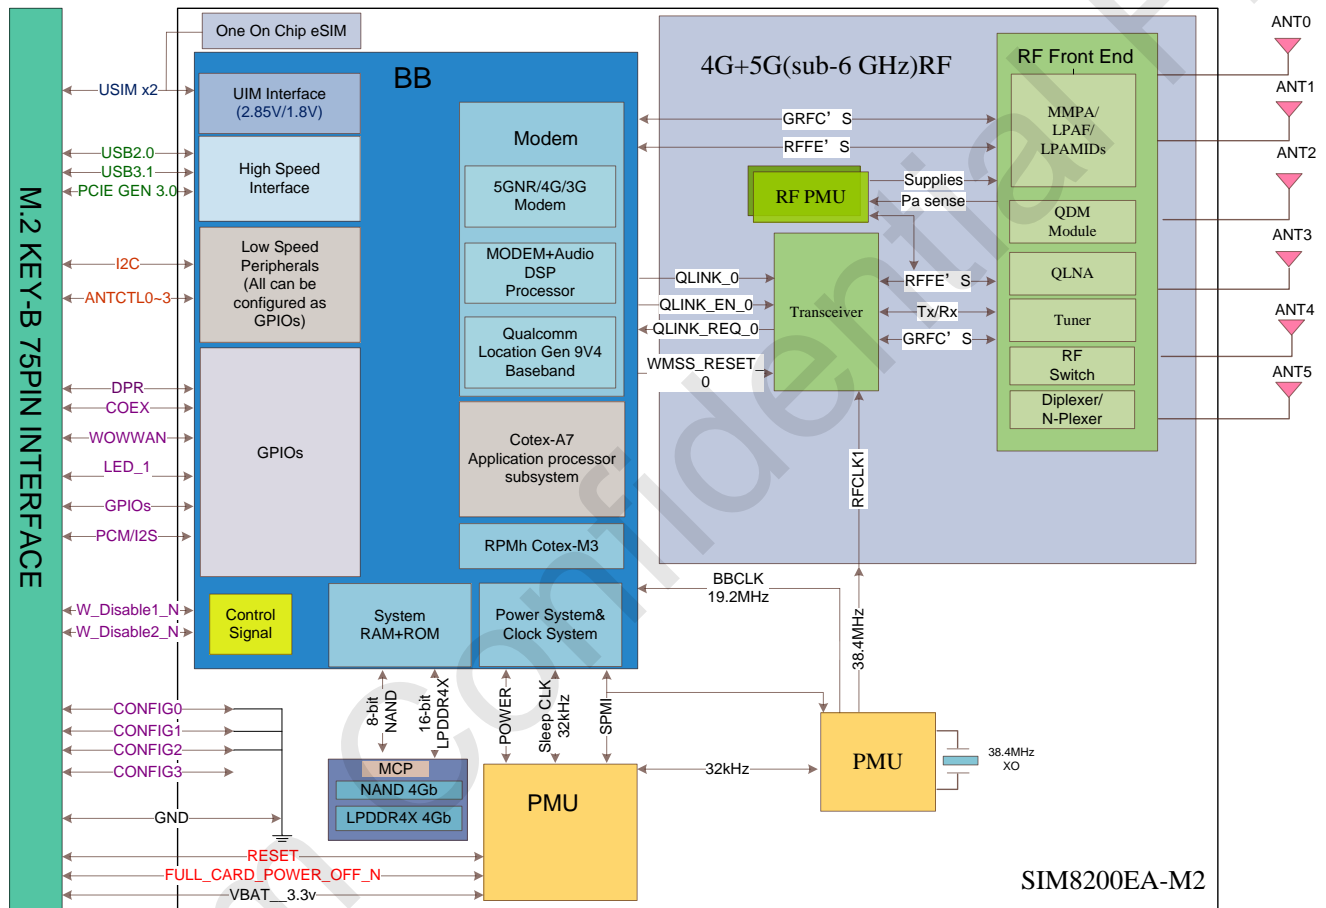 One On Chip eSIM
BB
4G+5G(sub-6 GHz)RF
RF Front End
ANT0
ANT1
ANT2
ANT3
ANT4
ANT5
M.2 KEY-B 75PIN INTERFACE
USIM x2
USB2.0
USB3.1
PCIE GEN 3.0
I2C
ANTCTL0~3
DPR
COEX
WOWWAN
LED_1
GPIOs
PCM/I2S
W_Disable1_N
W_Disable2_N
CONFIG0
CONFIG1
CONFIG2
CONFIG3
GND
RESET
FULL_CARD_POWER_OFF_N
VBAT__3.3v
UIM Interface
(2.85V/1.8V)
High Speed
Interface
Low Speed
Peripherals
(All can be
configured as
GPIOs)
GPIOs
Control
Signal
Modem
5GNR/4G/3G
Modem
MODEM+Audio
DSP
Processor
Qualcomm
Location Gen 9V4
Baseband
Cotex-A7
Application processor
subsystem
RPMh Cotex-M3
System
RAM+ROM
Power System&
Clock System
GRFC’ S
RFFE’ S
RF PMU
Supplies
Pa sense
QLINK_0
QLINK_EN_0
QLINK_REQ_0
WMSS_RESET_
0
Transceiver
RFFE’ S
Tx/Rx
GRFC’ S
MMPA/
LPAF/
LPAMIDs
QDM
Module
QLNA
Tuner
RF
Switch
Diplexer/
N-Plexer
RFCLK1
BBCLK
19.2MHz
38.4MHz
8-bit
NAND
16-bit
LPDDR4X
POWER
Sleep CLK
32kHz
SPMI
MCP
NAND 4Gb
LPDDR4X 4Gb
PMU
32kHz
PMU
38.4MHz
XO
SIM8200EA-M2
Confidential